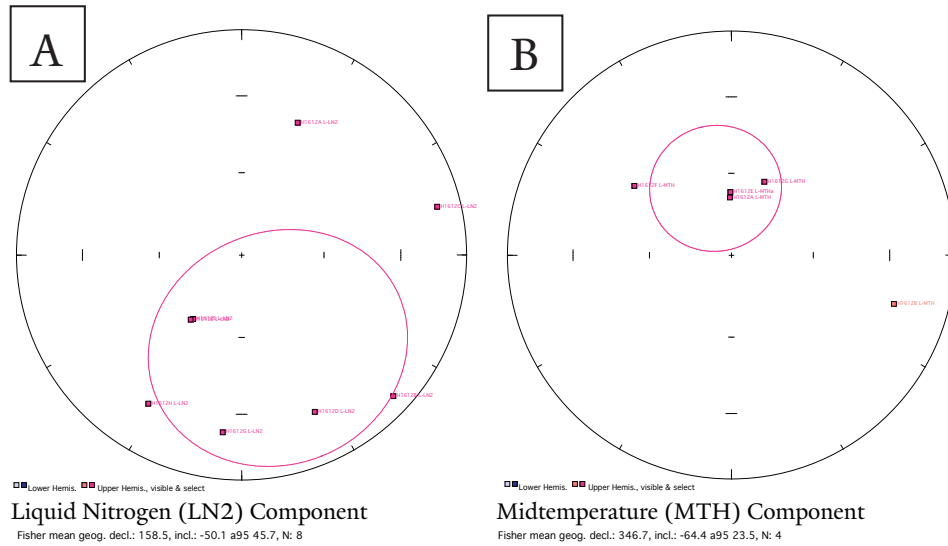 A
B
H1612A L-LN2
H1612C L-LN2
H1612H L-LN2
H1612B L-LN2
H1612D L-LN2
H1612G L-LN2
H1612F L-MTH
H1612G L-MTH
H1612E L-MTHa
H1612A L-MTH
H1612B L-MTH
Lower Hemis. Upper Hemis., visible & select
Lower Hemis. Upper Hemis., visible & select
Liquid Nitrogen (LN2) Component
Fisher mean geog. decl.: 158.5, incl.: -50.1 a95 45.7, N: 8
Midtemperature (MTH) Component
Fisher mean geog. decl.: 346.7, incl.: -64.4 a95 23.5, N: 4